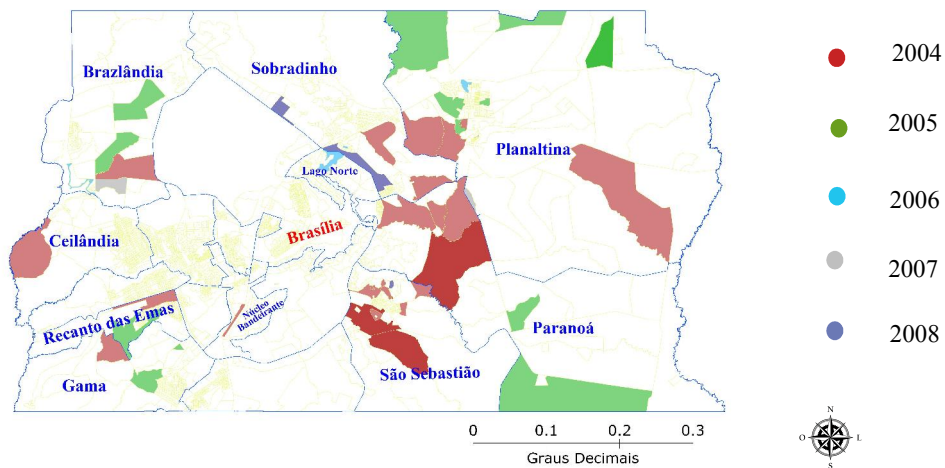 2004
2005
2006
2007
2008
Brazlândia
Sobradinho
Planaltina
Lago Norte
Brasília
Ceilândia
Núcleo
Bandeirante
Recanto das Emas
Paranoá
São Sebastião
Gama
0 0.1 0.2 0.3
Graus Decimais
N
O L
S